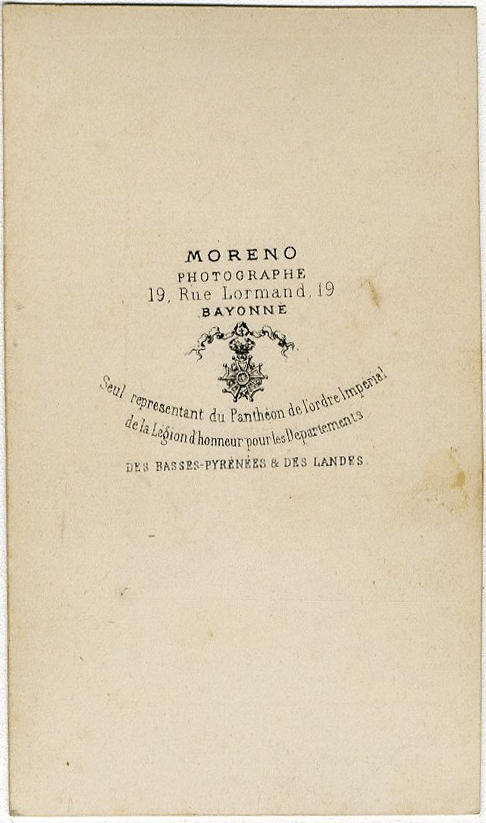 MORENO
PHOTOGRAPHE
19, Rue Lormand, 19
BAYONNE
Seul representant du Panthéon de l'ordre Impérial
de la Légion d'honneur pour les Departements
DES BASSES-PYRÉNÉES & DES LANDES.